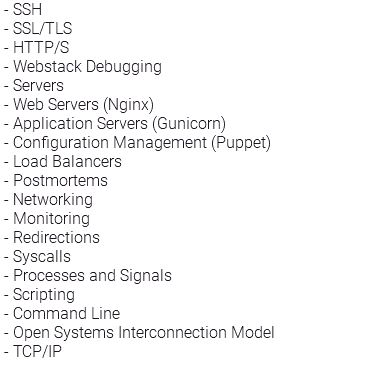 - SSH
- SSL/TLS
- HTTP/S
- Webstack Debugging
- Servers
- Web Servers (Nginx)
- Application Servers (Gunicorn)
- Configuration Management (Puppet)
- Load Balancers
- Postmortems
- Networking
- Monitoring
- Redirections
- Syscalls
- Processes and Signals
- Scripting
- Command Line
- Open Systems Interconnection Model
- TCP/IP